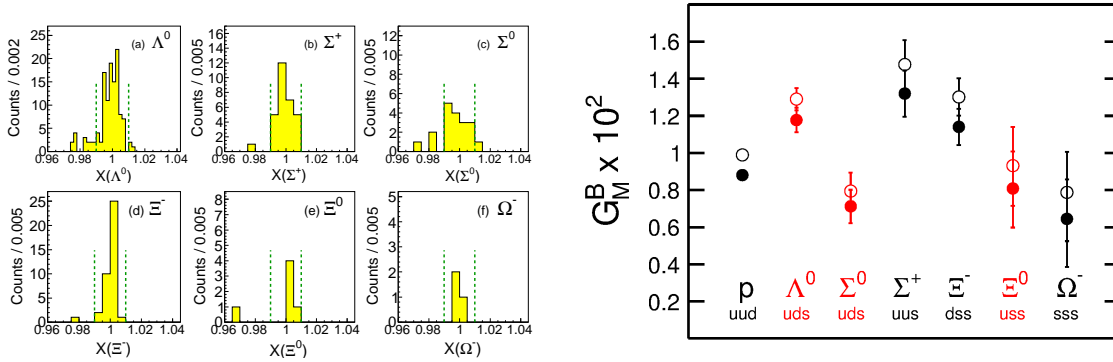 Counts / 0.002
25
20
15
10
5
0
(a) Λ⁰
0.96 0.98 1 1.02 1.04
X(Λ⁰)
Counts / 0.005
16
14
12
10
8
6
4
2
0
(b) Σ⁺
0.96 0.98 1 1.02 1.04
X(Σ⁺)
Counts / 0.005
16
14
12
10
8
6
4
2
0
(c) Σ⁰
0.96 0.98 1 1.02 1.04
X(Σ⁰)
Counts / 0.005
25
20
15
10
5
0
(d) Ξ⁻
0.96 0.98 1 1.02 1.04
X(Ξ⁻)
Counts / 0.005
8
6
4
2
0
(e) Ξ⁰
0.96 0.98 1 1.02 1.04
X(Ξ⁰)
Counts / 0.005
5
4
3
2
1
0
(f) Ω⁻
0.96 0.98 1 1.02 1.04
X(Ω⁻)
G_M^B x 10²
1.6
1.4
1.2
1
0.8
0.6
0.4
0.2
p Λ⁰ Σ⁰ Σ⁺ Ξ⁻ Ξ⁰ Ω⁻
uud uds uds uus dss uss sss